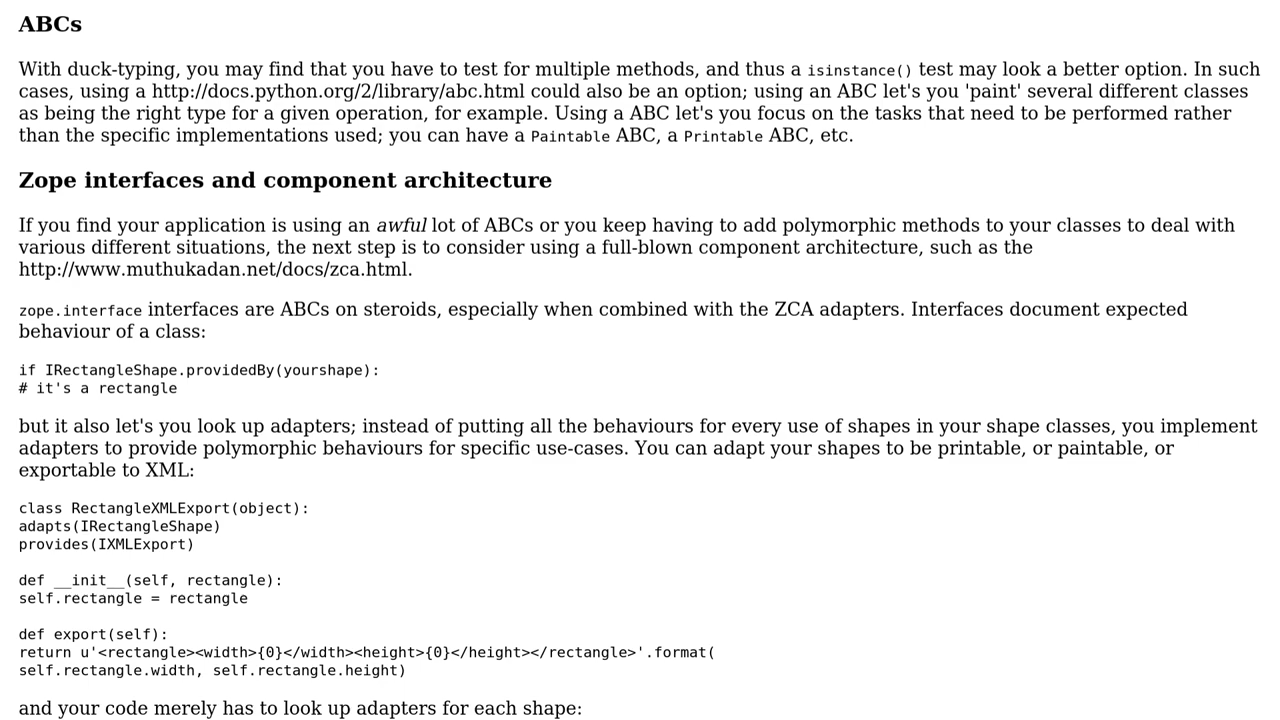 ABCs
With duck-typing, you may find that you have to test for multiple methods, and thus a isinstance() test may look a better option. In such
cases, using a http://docs.python.org/2/library/abc.html could also be an option; using an ABC let's you 'paint' several different classes
as being the right type for a given operation, for example. Using a ABC let's you focus on the tasks that need to be performed rather
than the specific implementations used; you can have a Paintable ABC, a Printable ABC, etc.
Zope interfaces and component architecture
If you find your application is using an awful lot of ABCs or you keep having to add polymorphic methods to your classes to deal with
various different situations, the next step is to consider using a full-blown component architecture, such as the
http://www.muthukadan.net/docs/zca.html.
zope.interface interfaces are ABCs on steroids, especially when combined with the ZCA adapters. Interfaces document expected
behaviour of a class:
if IRectangleShape.providedBy(yourshape):
# it's a rectangle
but it also let's you look up adapters; instead of putting all the behaviours for every use of shapes in your shape classes, you implement
adapters to provide polymorphic behaviours for specific use-cases. You can adapt your shapes to be printable, or paintable, or
exportable to XML:
class RectangleXMLExport(object):
adapts(IRectangleShape)
provides(IXMLExport)
def __init__(self, rectangle):
self.rectangle = rectangle
def export(self):
return u'<rectangle><width>{0}</width><height>{0}</height></rectangle>'.format(
self.rectangle.width, self.rectangle.height)
and your code merely has to look up adapters for each shape: